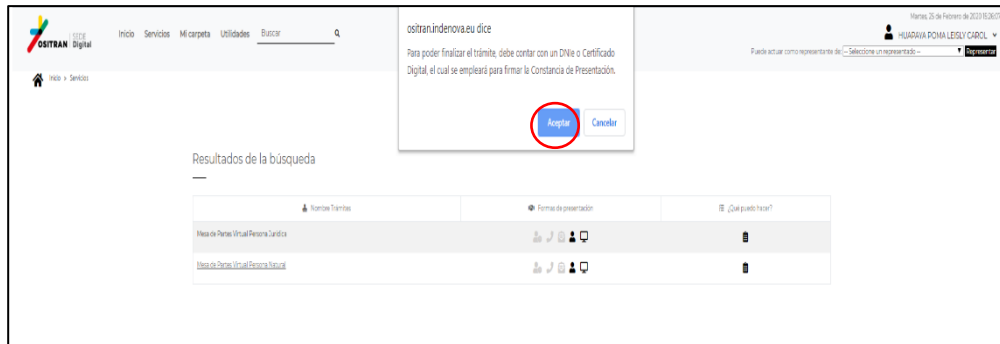 Martes, 25 de Febrero de 2020 15:26:07
OSITRAN SEDE Digital
Inicio Servicios Mi carpeta Utilidades Buscar
HUARAYA POMA LEISLY CAROL
Puede actuar como representante de: -- Seleccione un representado -- Representar
Inicio > Servicios
ositran.indenova.eu dice
Para poder finalizar el trámite, debe contar con un DNIe o Certificado
Digital, el cual se empleará para firmar la Constancia de Presentación.
Aceptar Cancelar
Resultados de la búsqueda
Nombre Trámites Formas de presentación ¿Qué puedo hacer?
Mesa de Partes Virtual Persona Jurídica
Mesa de Partes Virtual Persona Natural